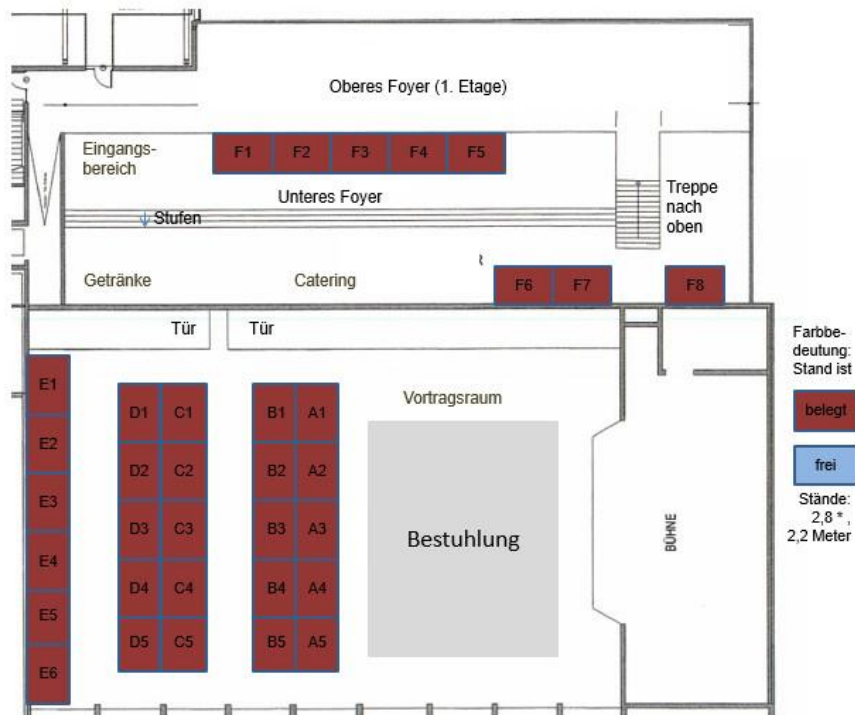 Oberes Foyer (1. Etage)
Eingangs-
bereich
F1 F2 F3 F4 F5
Unteres Foyer
Stufen
Treppe
nach
oben
Getränke
Catering
F6 F7 F8
Tür
Tür
Vortragsraum
E1
E2
E3
E4
E5
E6
D1 C1
D2 C2
D3 C3
D4 C4
D5 C5
B1 A1
B2 A2
B3 A3
B4 A4
B5 A5
Bestuhlung
BÜHNE
Farbbe-
deutung:
Stand ist
belegt
frei
Stände:
2,8 * ,
2,2 Meter